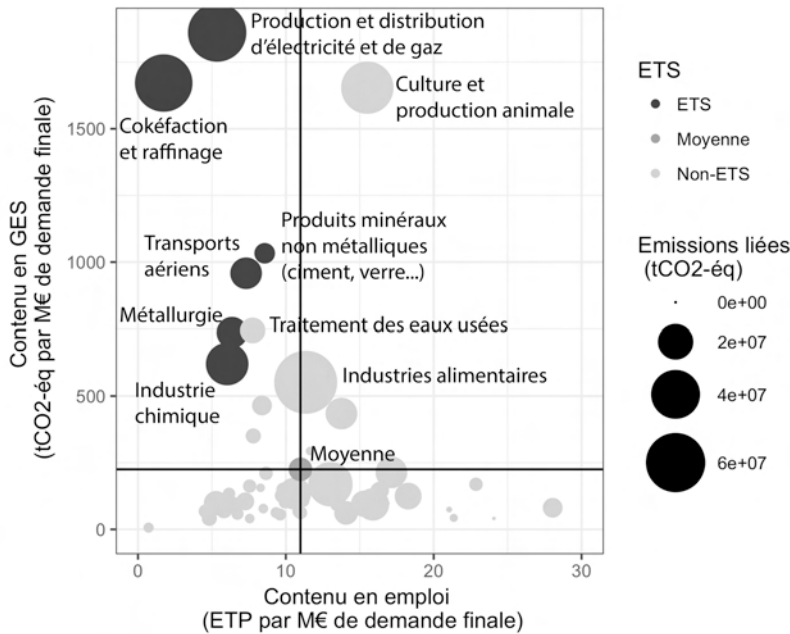 Production et distribution
d'électricité et de gaz
Culture et
production animale
Cokéfaction
et raffinage
Produits minéraux
non métalliques
(ciment, verre...)
Transports
aériens
Métallurgie
Traitement des eaux usées
Industrie
chimique
Industries alimentaires
Moyenne
1500
1000
500
0
Contenu en GES
(tCO2-éq par M€ de demande finale)
0
10
20
30
Contenu en emploi
(ETP par M€ de demande finale)
ETS
ETS
Moyenne
Non-ETS
Emissions liées
(tCO2-éq)
0e+00
2e+07
4e+07
6e+07